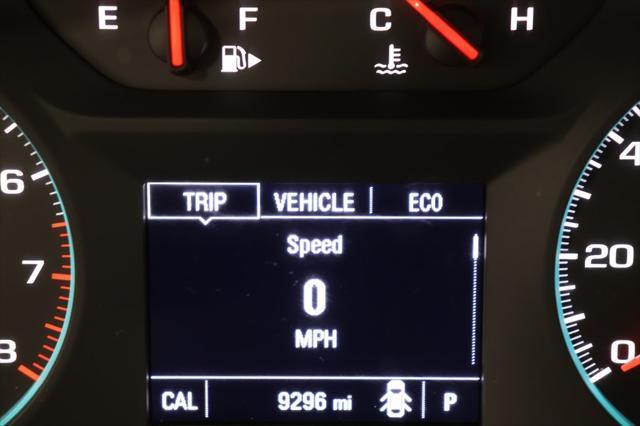 E F C H
TRIP VEHICLE ECO
Speed
0
MPH
CAL 9296 mi P
6
7
8
4
20
0